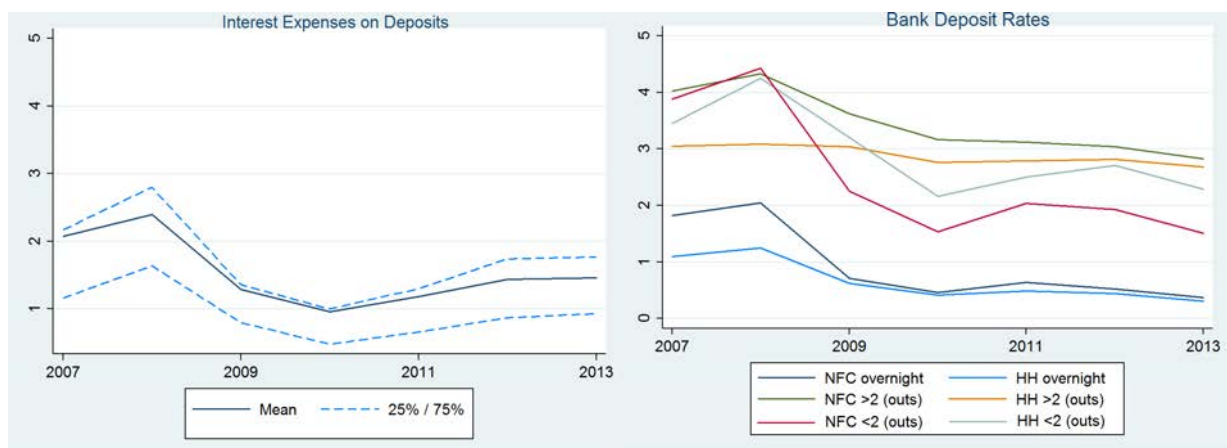 Interest Expenses on Deposits
5
4
3
2
1
2007 2009 2011 2013
Mean 25% / 75%
Bank Deposit Rates
5
4
3
2
1
0
2007 2009 2011 2013
NFC overnight HH overnight
NFC >2 (outs) HH >2 (outs)
NFC <2 (outs) HH <2 (outs)